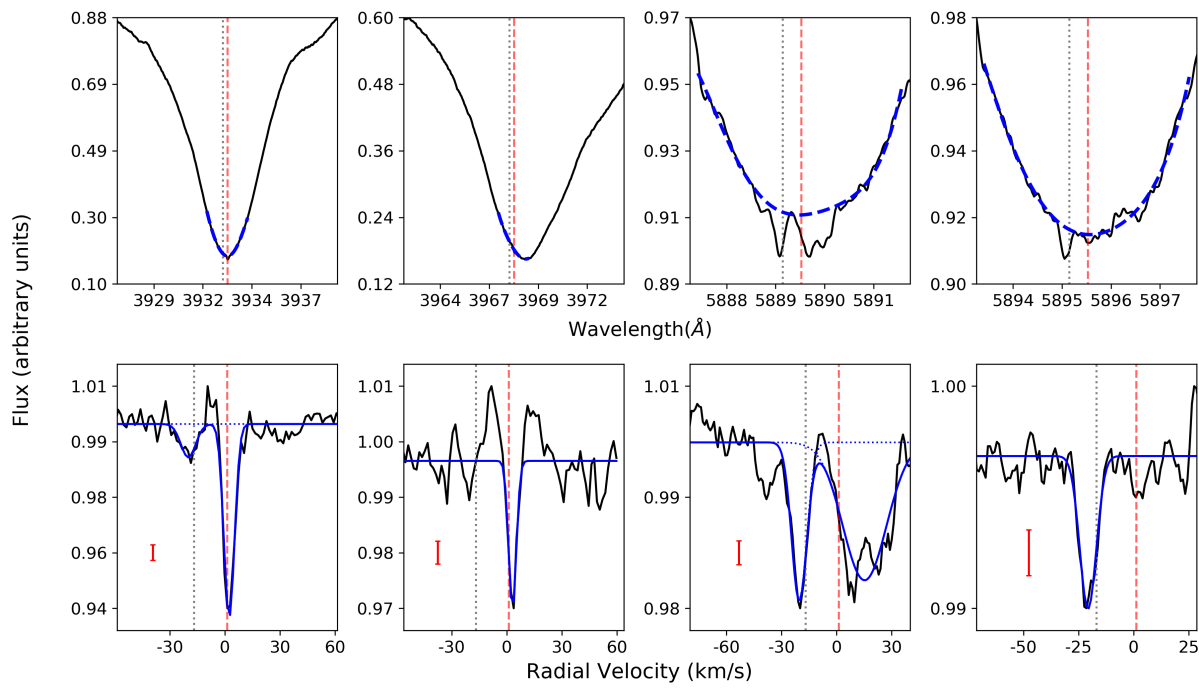 Flux (arbitrary units)
0.88 0.69 0.49 0.30 0.10
3929 3932 3934 3937
0.60 0.48 0.36 0.24 0.12
3964 3967 3969 3972
0.97 0.95 0.93 0.91 0.89
5888 5889 5890 5891
0.98 0.96 0.94 0.92 0.90
5894 5895 5896 5897
Wavelength(Å)
1.01 0.99 0.98 0.96 0.94
-30 0 30 60
1.01 1.00 0.99 0.98 0.97
-30 0 30 60
1.01 0.99 0.98
-60 -30 0 30
1.00 0.99
-50 -25 0 25
Radial Velocity (km/s)